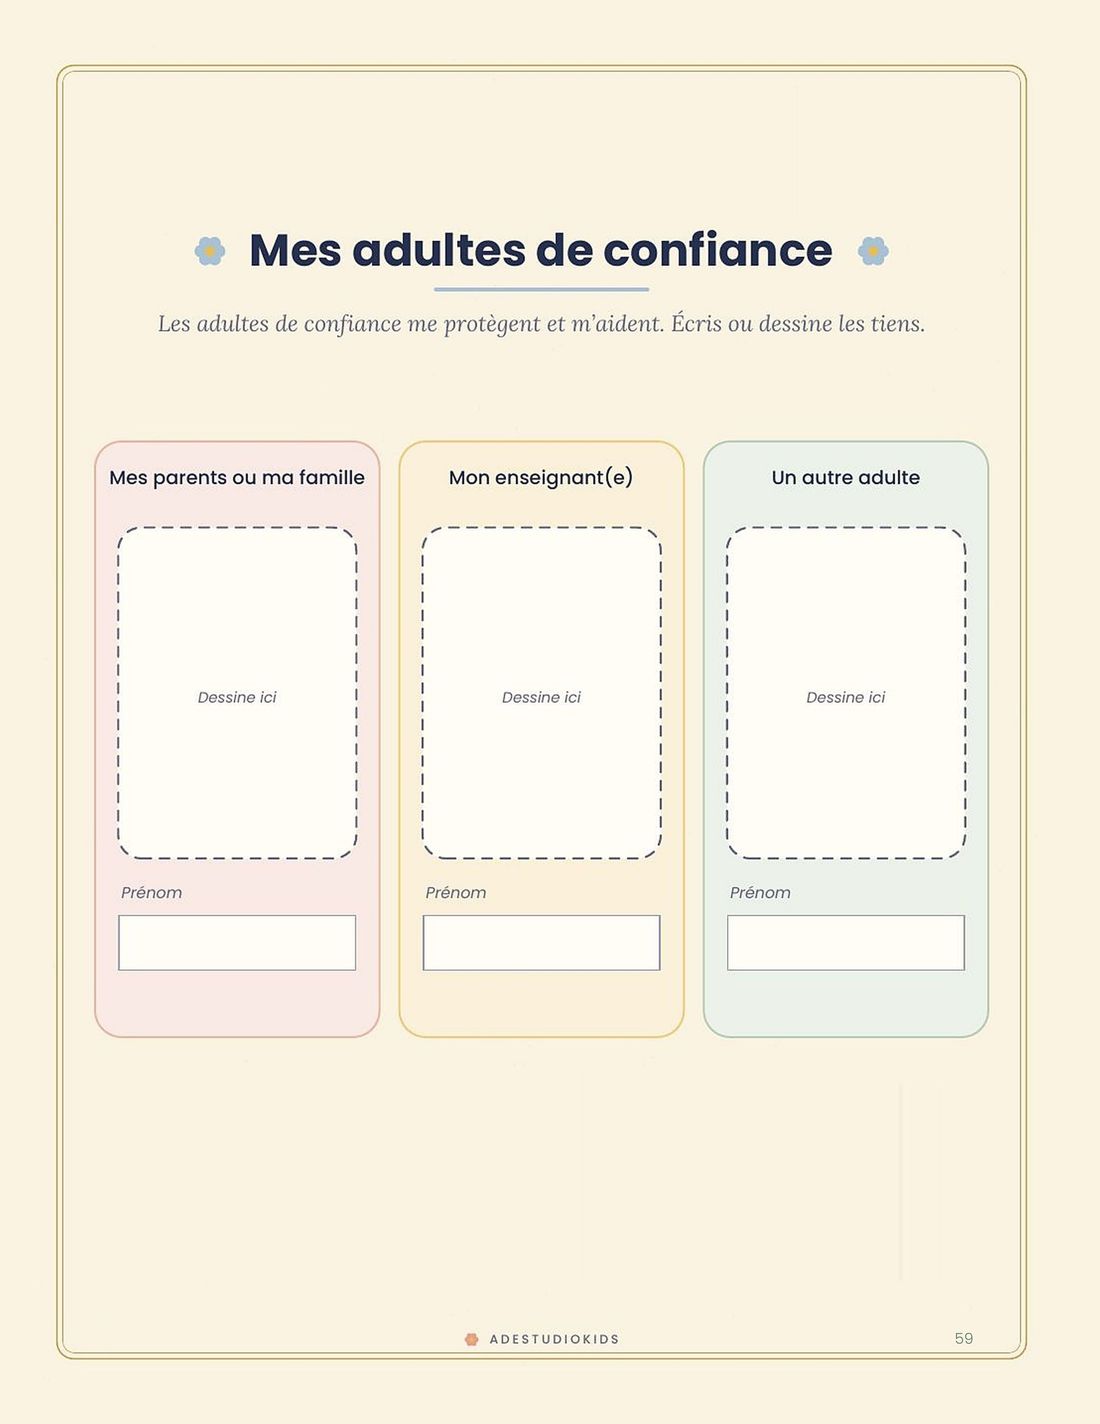 Mes adultes de confiance
Les adultes de confiance me protègent et m’aident. Écris ou dessine les tiens.
Mes parents ou ma famille
Dessine ici
Prénom
Mon enseignant(e)
Dessine ici
Prénom
Un autre adulte
Dessine ici
Prénom
ADESTUDIOKIDS
59